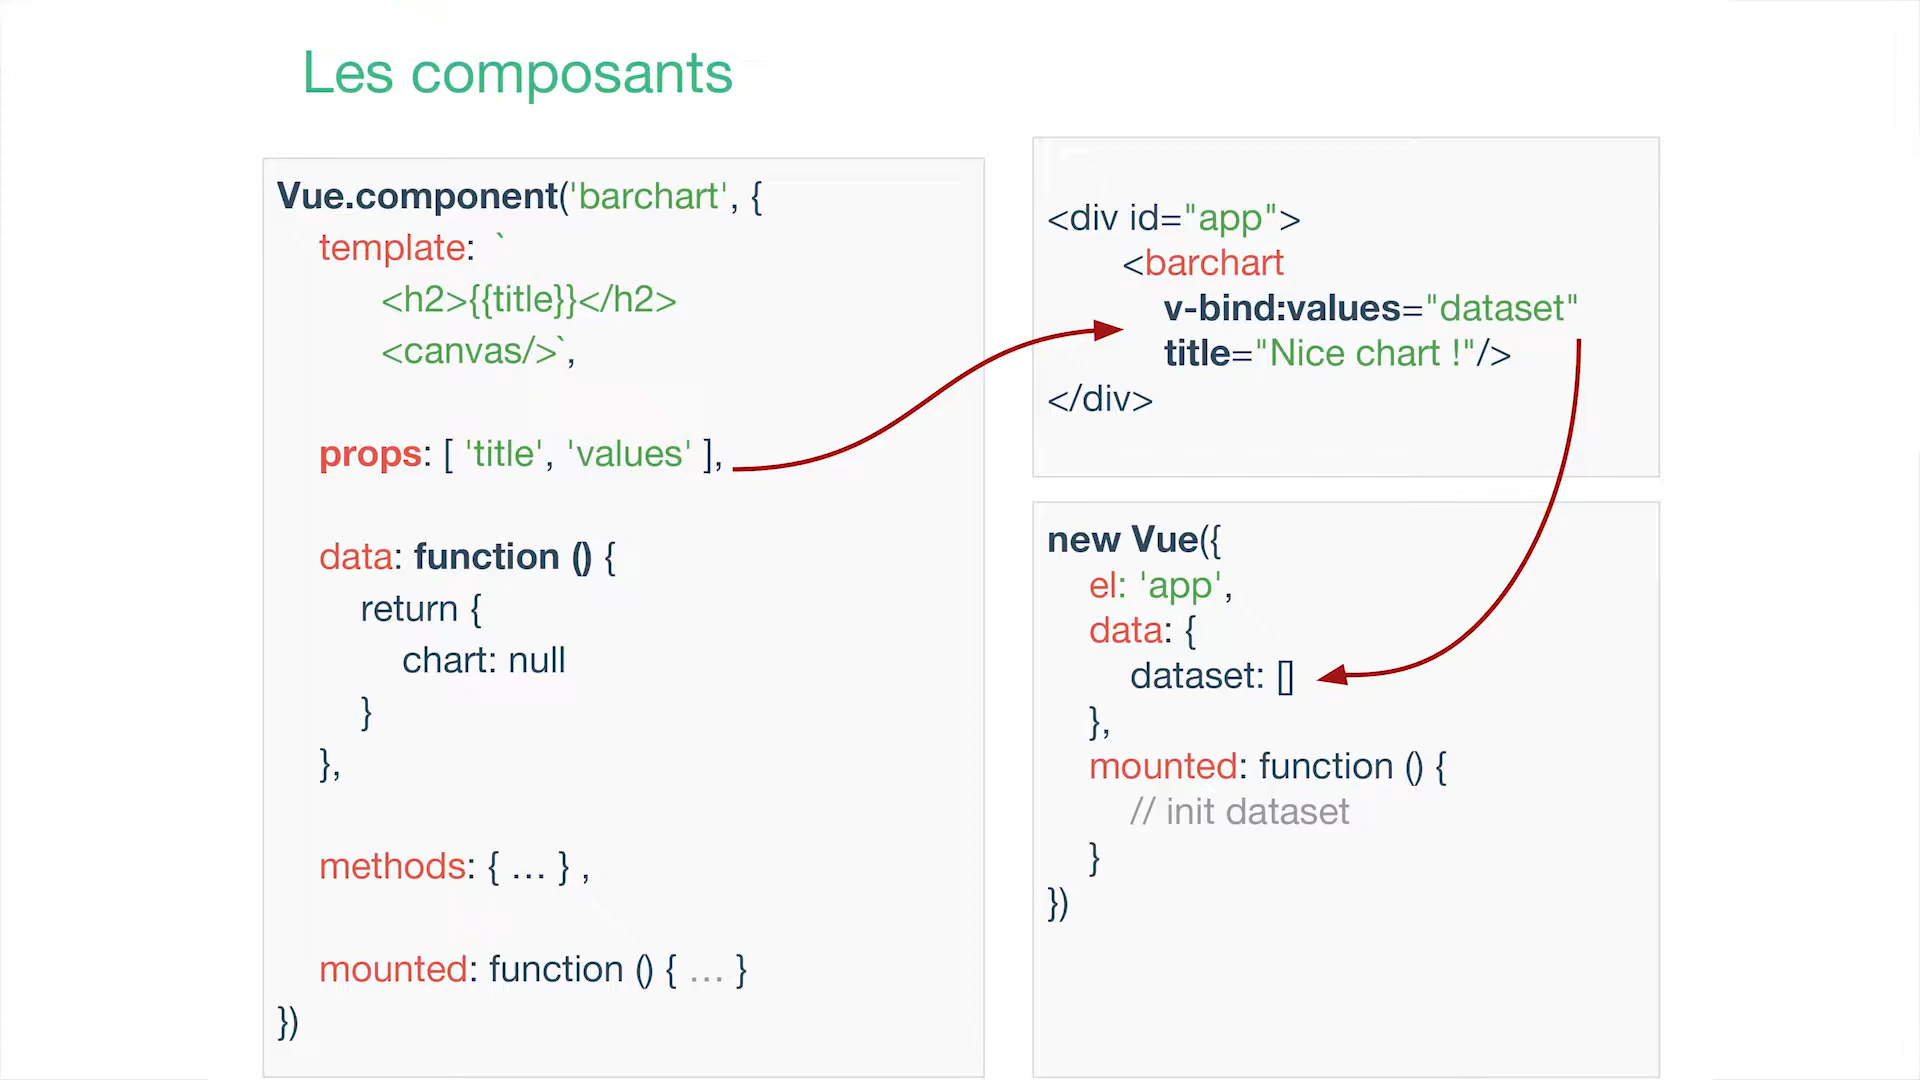 Les composants
Vue.component('barchart', {
template: `
<h2>{{title}}</h2>
<canvas/>`,
props: [ 'title', 'values' ],
data: function () {
return {
chart: null
}
},
methods: { … } ,
mounted: function () { … }
})
<div id="app">
<barchart
v-bind:values="dataset"
title="Nice chart !"/>
</div>
new Vue({
el: 'app',
data: {
dataset: []
},
mounted: function () {
// init dataset
}
})